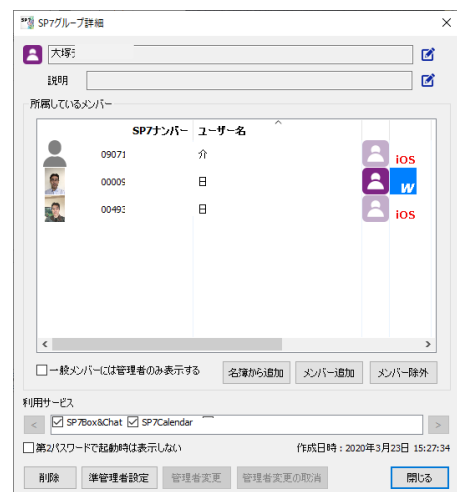 SP7グループ詳細
大塚
説明
所属しているメンバー
SP7ナンバー ユーザー名
09071 介 iOS
00009 日 W
00493 日 iOS
一般メンバーには管理者のみ表示する 名簿から追加 メンバー追加 メンバー除外
利用サービス
< SP7Box&Chat SP7Calendar >
第2パスワードで起動時は表示しない 作成日時:2020年3月23日 15:27:34
削除 準管理者設定 管理者変更 管理者変更の取消 閉じる